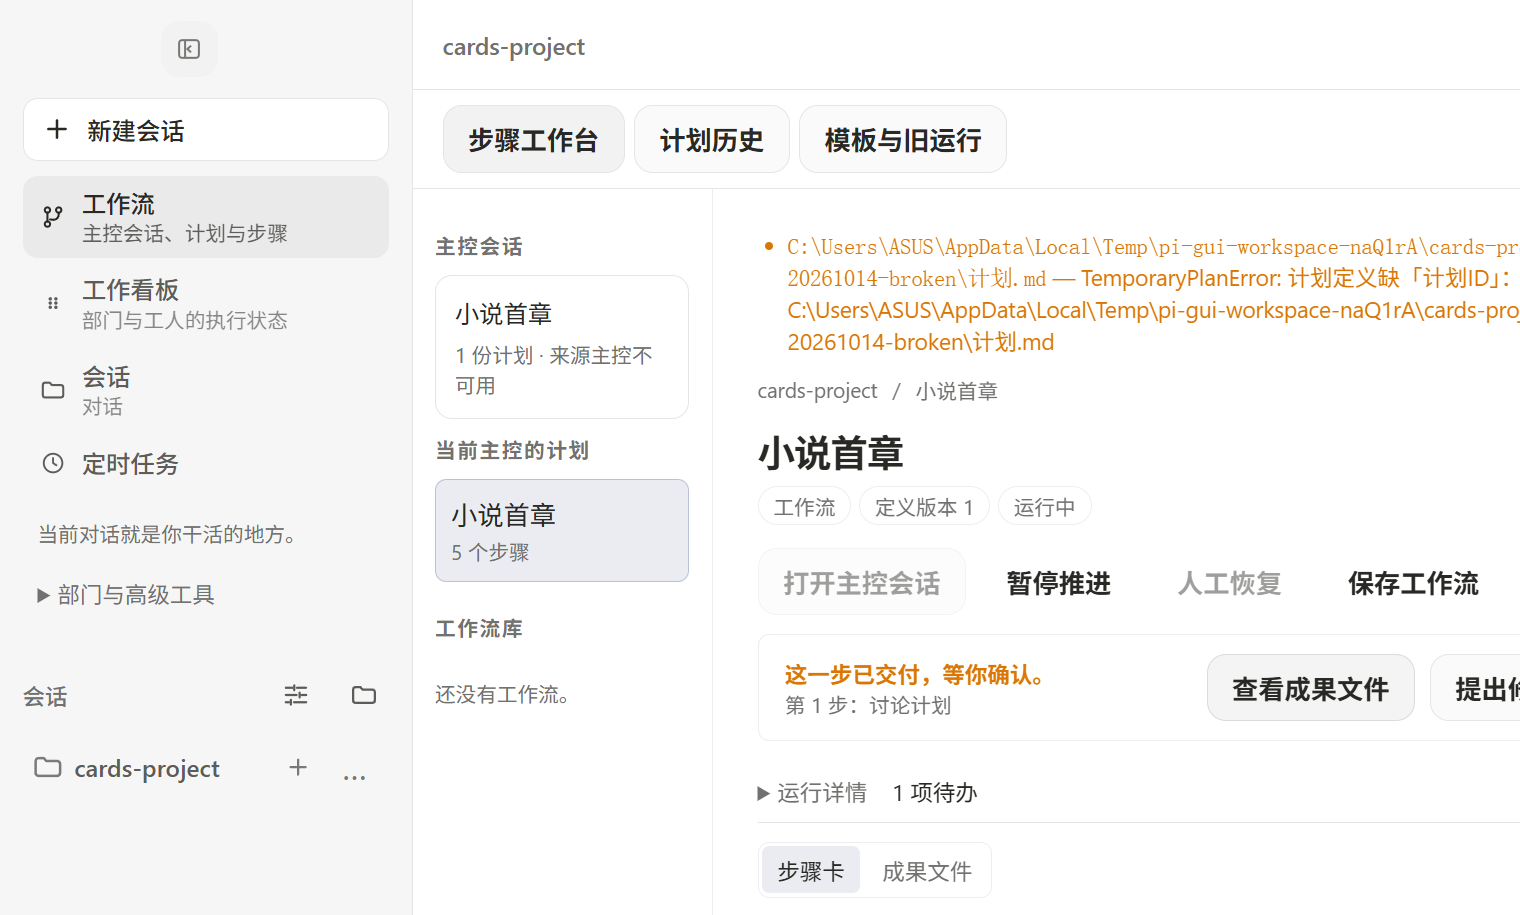 新建会话
工作流
主控会话、计划与步骤
工作看板
部门与工人的执行状态
会话
对话
定时任务
当前对话就是你干活的地方。
部门与高级工具
会话
cards-project
cards-project
步骤工作台
计划历史
模板与旧运行
主控会话
小说首章
1 份计划 · 来源主控不
可用
当前主控的计划
小说首章
5 个步骤
工作流库
还没有工作流。
C:\Users\ASUS\AppData\Local\Temp\pi-gui-workspace-naQ1rA\cards-pr
20261014-broken\计划.md — TemporaryPlanError: 计划定义缺「计划ID」:
C:\Users\ASUS\AppData\Local\Temp\pi-gui-workspace-naQ1rA\cards-proj
20261014-broken\计划.md
cards-project / 小说首章
小说首章
工作流
定义版本 1
运行中
打开主控会话
暂停推进
人工恢复
保存工作流
这一步已交付，等你确认。
第 1 步：讨论计划
查看成果文件
提出修
运行详情 1 项待办
步骤卡
成果文件